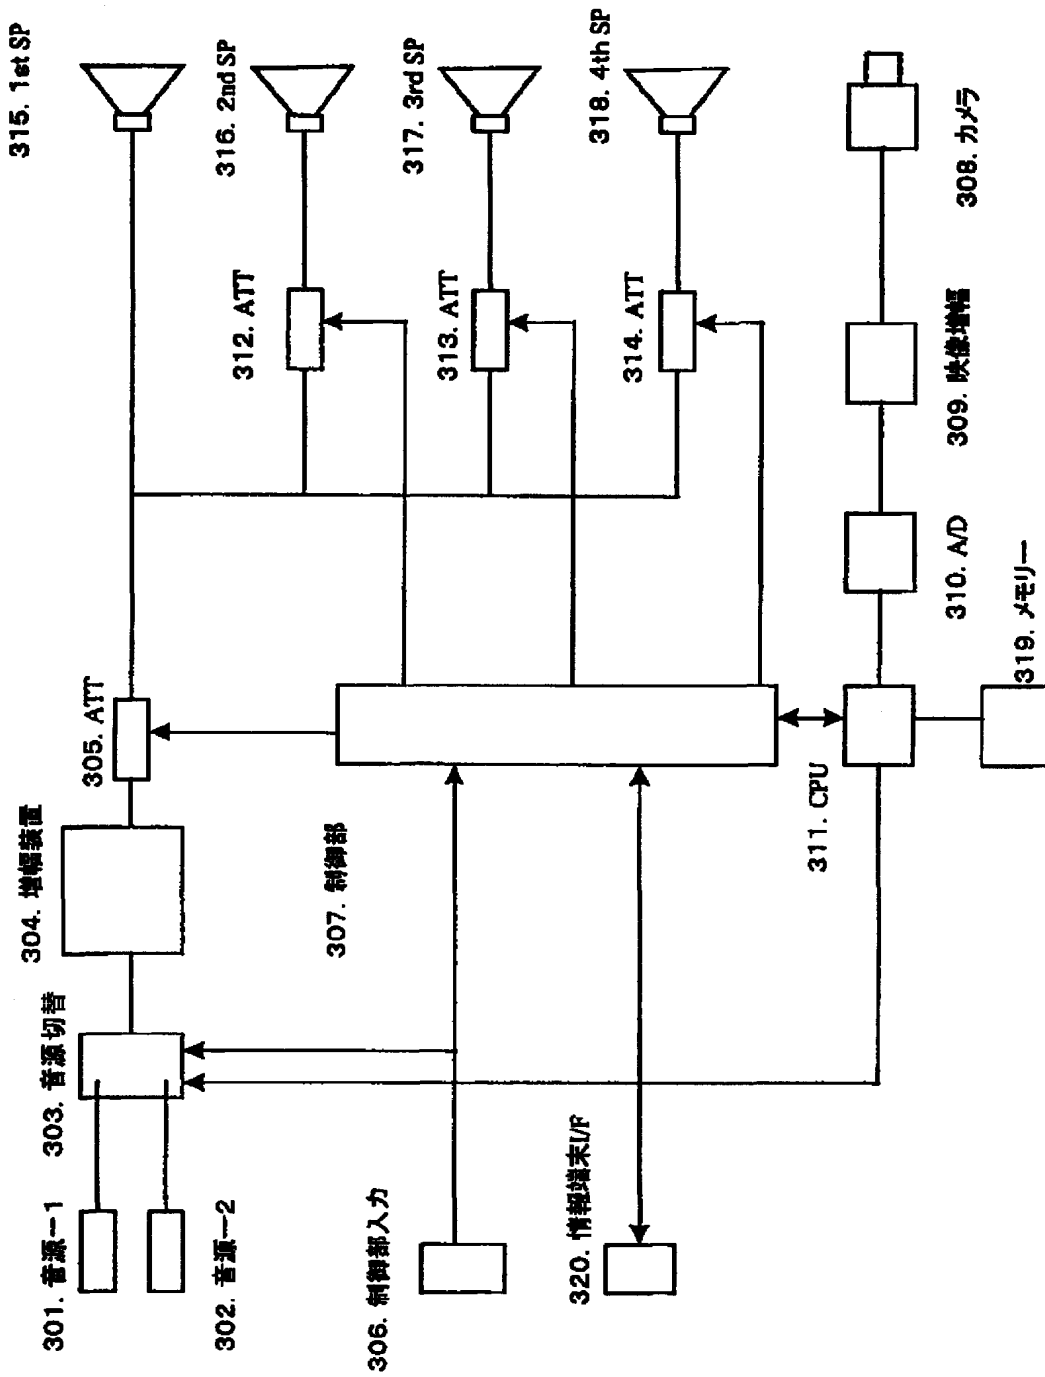 301. 音源ー1
302. 音源ー2
303. 音源切替
304. 増幅装置
305. ATT
306. 制御部入力
307. 制御部
308. カメラ
309. 映像増幅
310. A/D
311. CPU
312. ATT
313. ATT
314. ATT
315. 1st SP
316. 2nd SP
317. 3rd SP
318. 4th SP
319. メモリー
320. 情報端末I/F